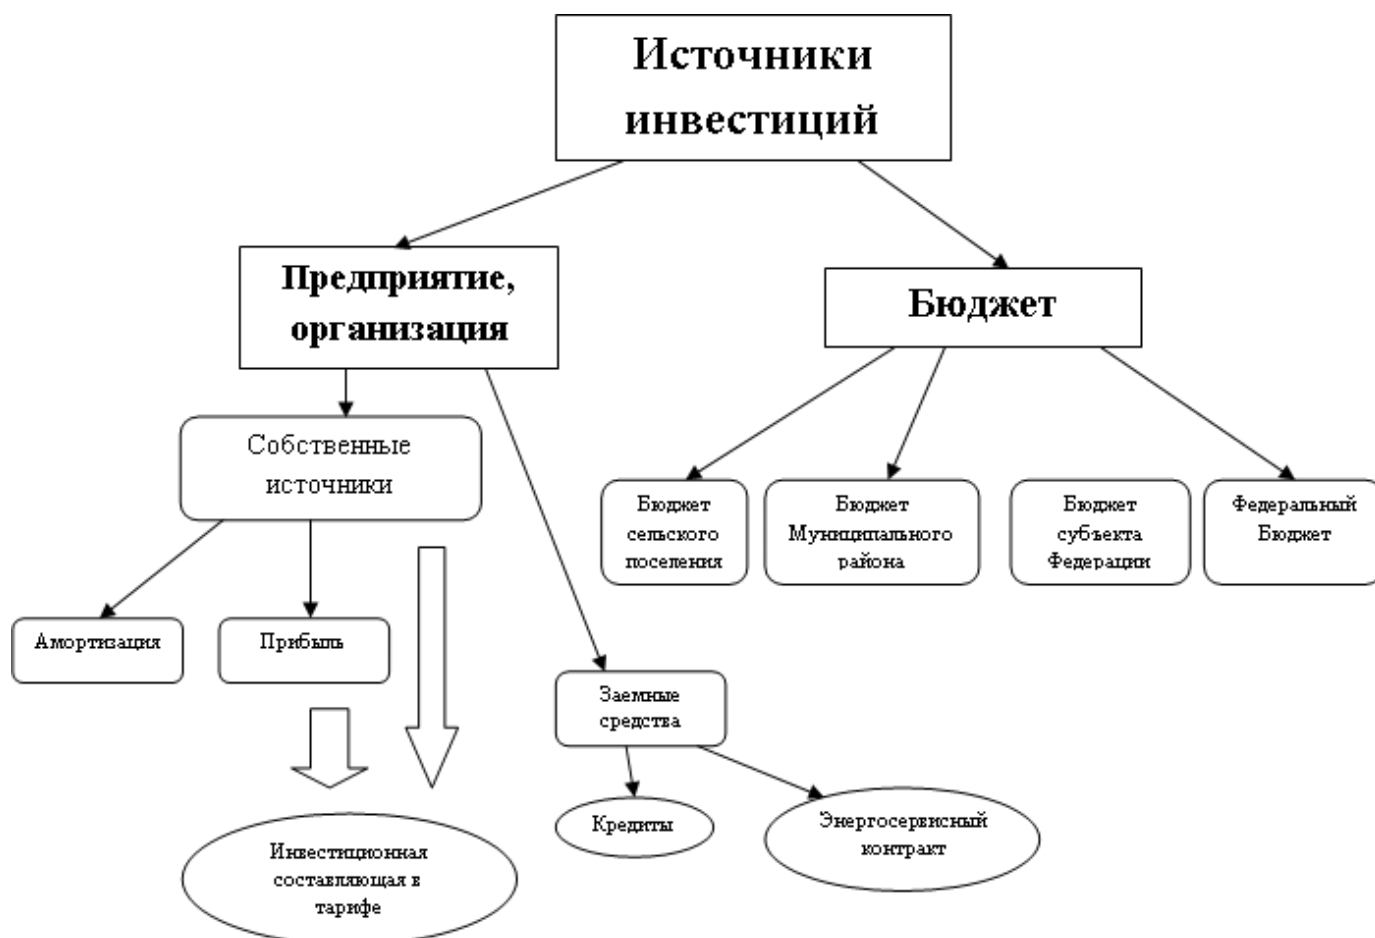 Источники
инвестиций
Предприятие,
организация
Бюджет
Собственные
источники
Бюджет
сельского
поселения
Бюджет
Муниципального
района
Бюджет
субъекта
Федерации
Федеральный
Бюджет
Амортизация
Прибыль
Заемные
средства
Кредиты
Энергосервисный
контракт
Инвестиционная
составляющая в
тарифе